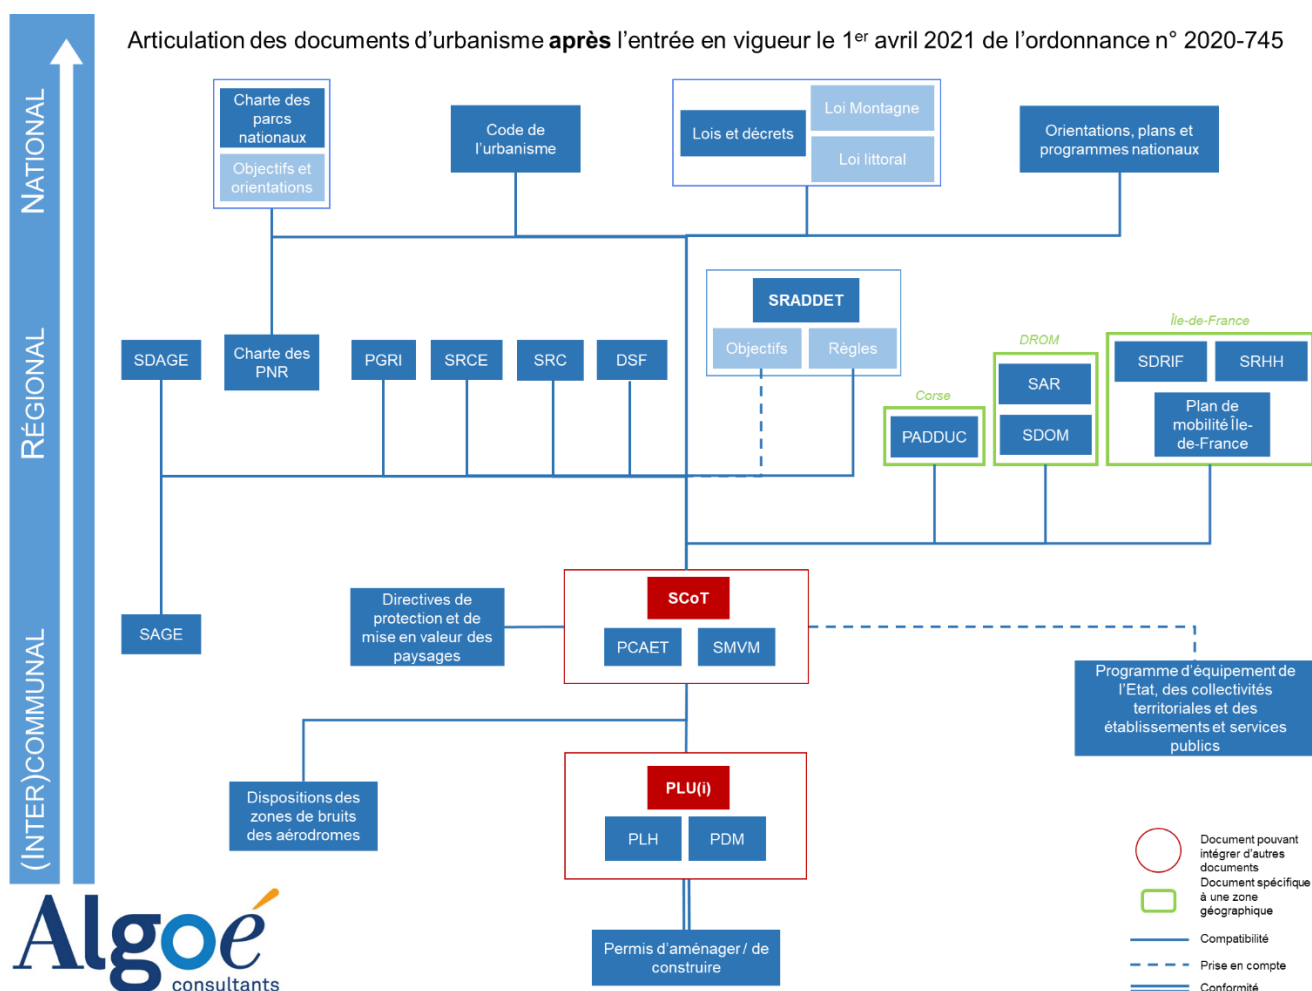 Articulation des documents d’urbanisme après l’entrée en vigueur le 1er avril 2021 de l’ordonnance n° 2020-745
NATIONAL
RÉGIONAL
(INTER)COMMUNAL
Charte des
parcs
nationaux
Objectifs et
orientations
Code de
l’urbanisme
Lois et décrets
Loi Montagne
Loi littoral
Orientations, plans et
programmes nationaux
SDAGE
Charte des
PNR
PGRI
SRCE
SRC
DSF
SRADDET
Objectifs
Règles
Corse
PADDUC
DROM
SAR
SDOM
Île-de-France
SDRIF
SRHH
Plan de
mobilité Île-
de-France
SAGE
Directives de
protection et de
mise en valeur des
paysages
SCoT
PCAET
SMVM
Programme d’équipement de
l’Etat, des collectivités
territoriales et des
établissements et services
publics
Dispositions des
zones de bruits
des aérodromes
PLU(i)
PLH
PDM
Permis d’aménager / de
construire
Document pouvant
intégrer d’autres
documents
Document spécifique
à une zone
géographique
Compatibilité
Prise en compte
Conformité
Algoé
consultants